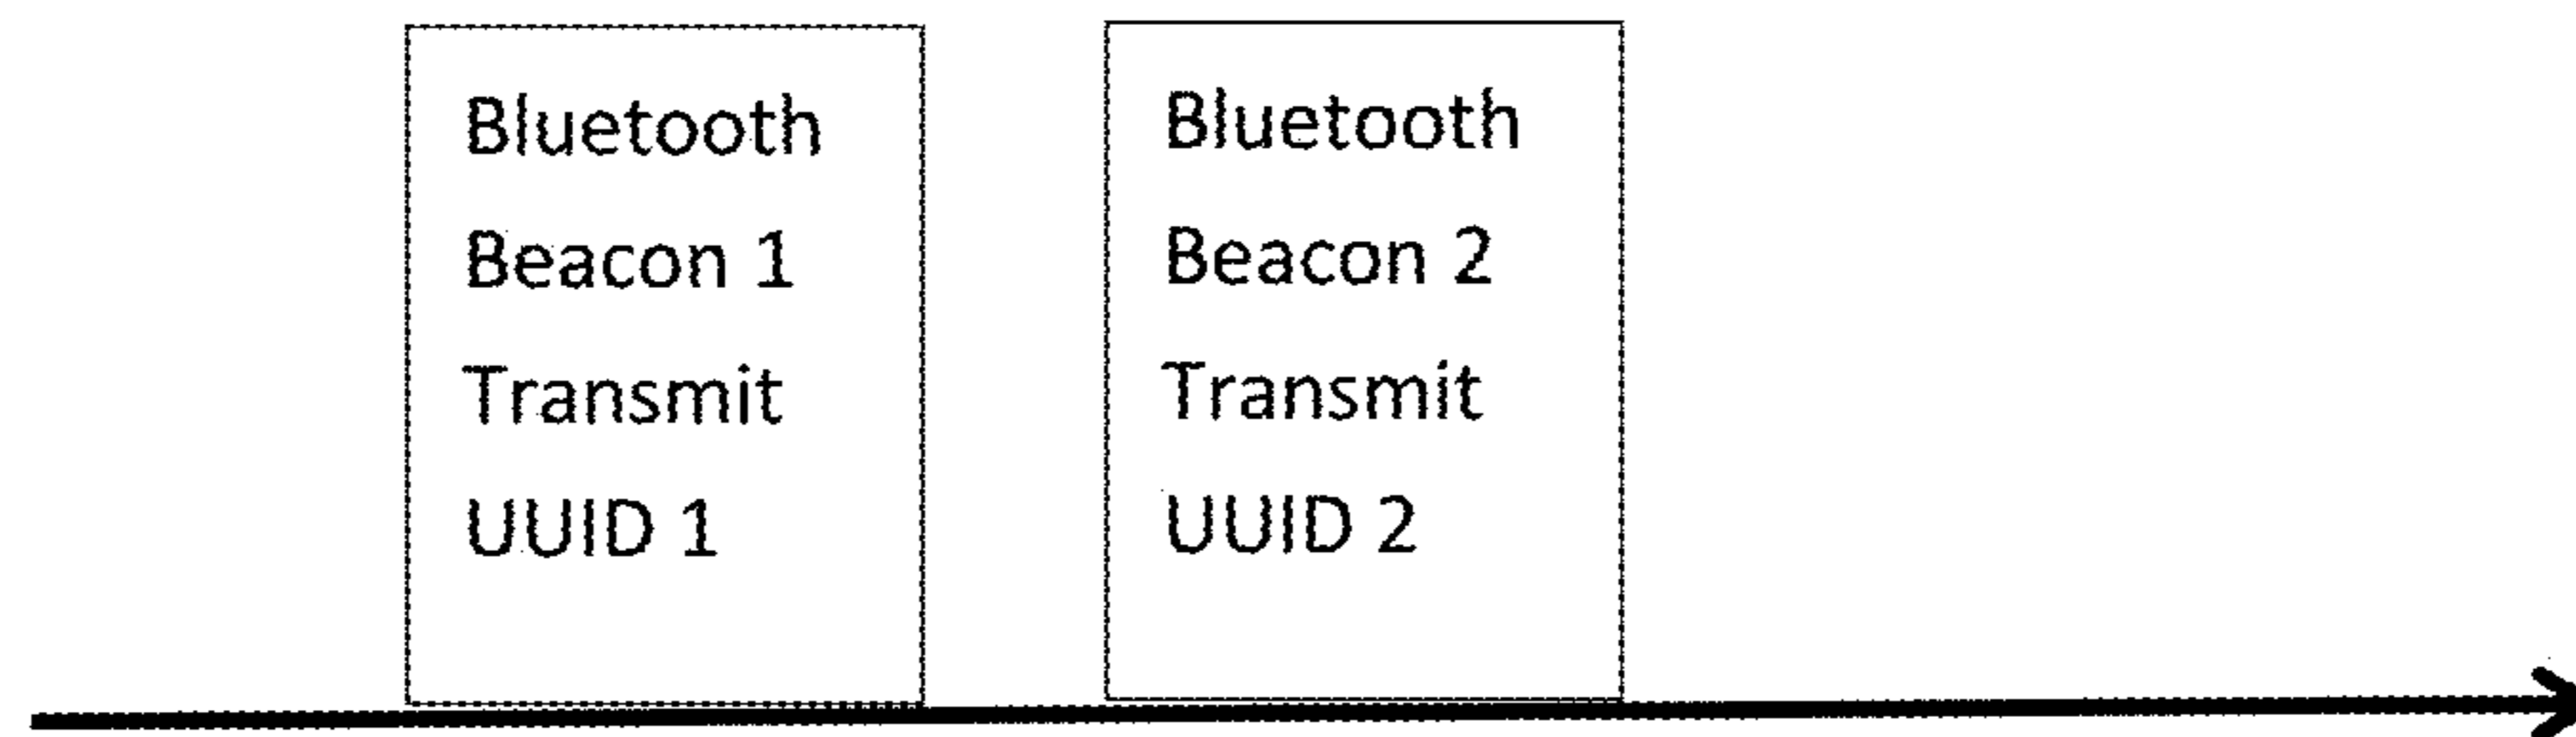 Bluetooth
Beacon 1
Transmit
UUID 1
Bluetooth
Beacon 2
Transmit
UUID 2